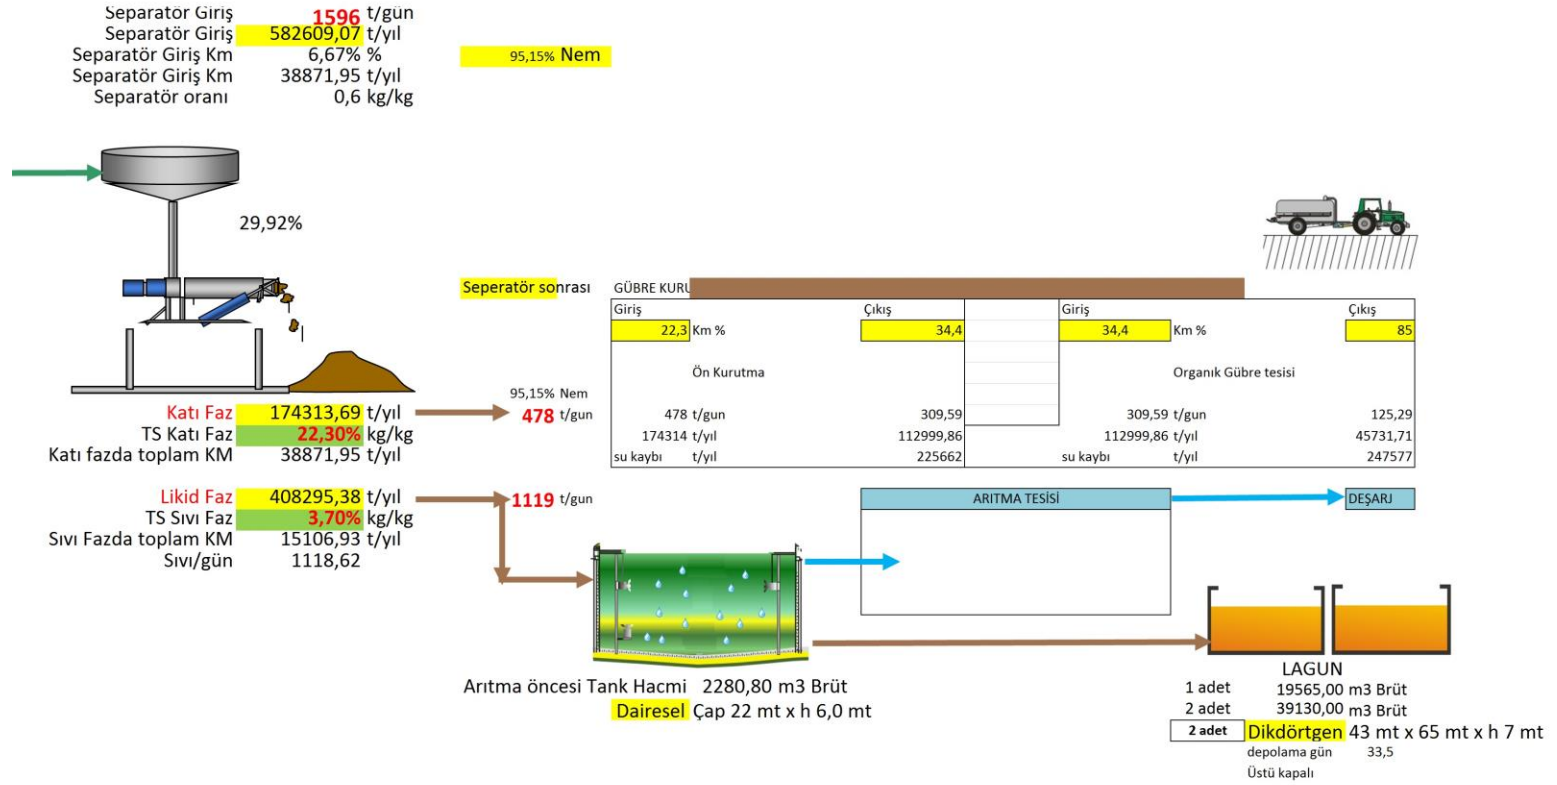 Separatör Giriş 1596 t/gün
Separatör Giriş 582609,07 t/yıl
Separatör Giriş Km 6,67% % 95,15% Nem
Separatör Giriş Km 38871,95 t/yıl
Separatör oranı 0,6 kg/kg
29,92%
Seperatör sonrası GÜBRE KURU
Giriş Çıkış Giriş Çıkış
22,3 Km % 34,4 34,4 Km % 85
Ön Kurutma Organik Gübre tesisi
95,15% Nem
Katı Faz 174313,69 t/yıl 478 t/gun 478 t/gun 309,59 309,59 t/gun 125,29
TS Katı Faz 22,30% kg/kg 174314 t/yıl 112999,86 112999,86 t/yıl 45731,71
Katı fazda toplam KM 38871,95 t/yıl su kaybı t/yıl 225662 su kaybı t/yıl 247577
Likid Faz 408295,38 t/yıl 1119 t/gun ARITMA TESİSİ DEŞARJ
TS Sıvı Faz 3,70% kg/kg
Sıvı Fazda toplam KM 15106,93 t/yıl
Sıvı/gün 1118,62
Arıtma öncesi Tank Hacmi 2280,80 m3 Brüt
Dairesel Çap 22 mt x h 6,0 mt
LAGUN
1 adet 19565,00 m3 Brüt
2 adet 39130,00 m3 Brüt
2 adet Dikdörtgen 43 mt x 65 mt x h 7 mt
depolama gün 33,5
Üstü kapalı